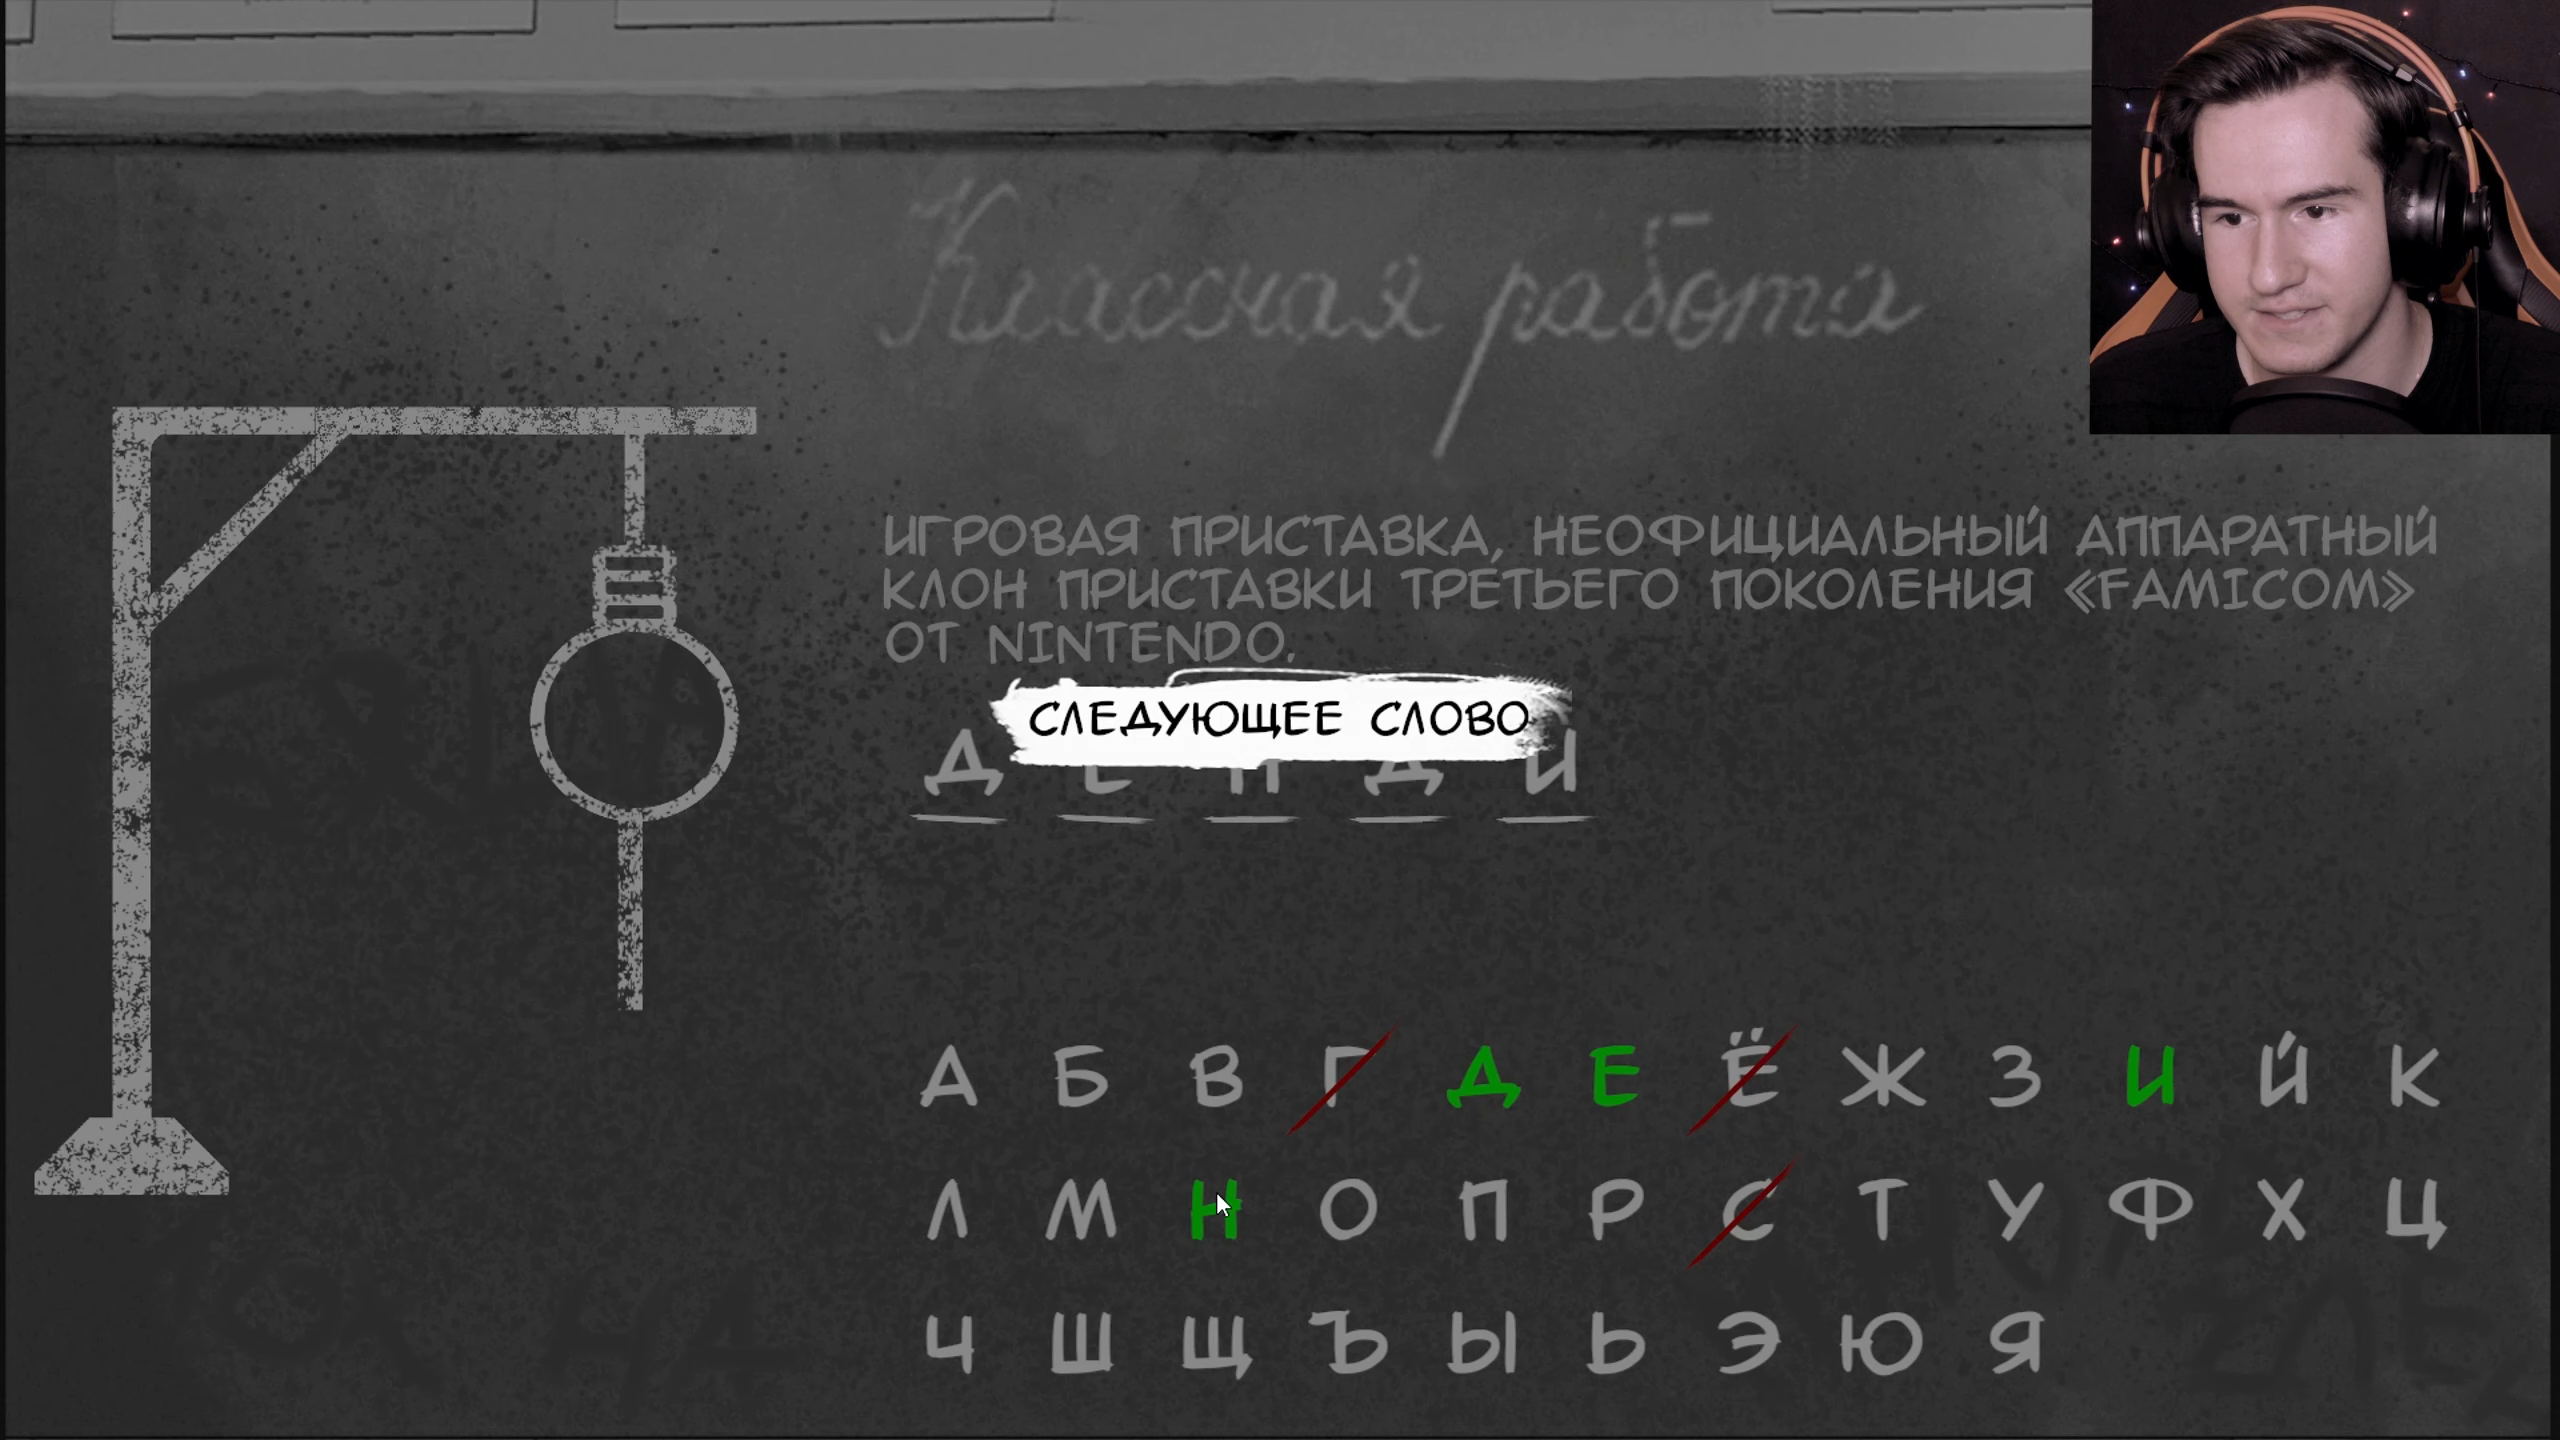 Классная работа
ИГРОВАЯ ПРИСТАВКА, НЕОФИЦИАЛЬНЫЙ АППАРАТНЫЙ
КЛОН ПРИСТАВКИ ТРЕТЬЕГО ПОКОЛЕНИЯ «FAMICOM»
ОТ NINTENDO.
СЛЕДУЮЩЕЕ СЛОВО
Д Е Н Д И
А Б В Г Д Е Ё Ж З И Й К
Л М Н О П Р С Т У Ф Х Ц
Ч Ш Щ Ъ Ы Ь Э Ю Я